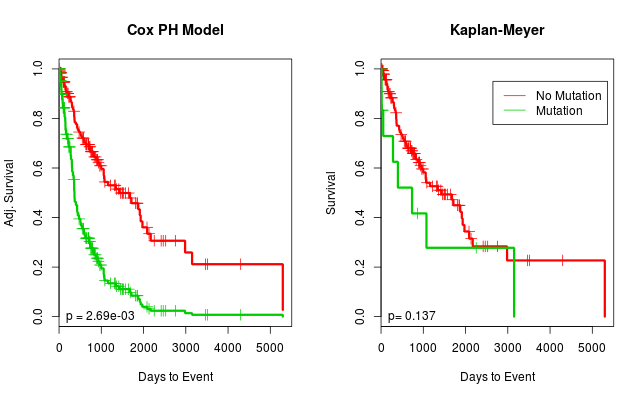 Cox PH Model
Adj. Survival
1.0
0.8
0.6
0.4
0.2
0.0
p = 2.69e-03
0 1000 2000 3000 4000 5000
Days to Event
Kaplan-Meyer
Survival
1.0
0.8
0.6
0.4
0.2
0.0
No Mutation
Mutation
p= 0.137
0 1000 2000 3000 4000 5000
Days to Event